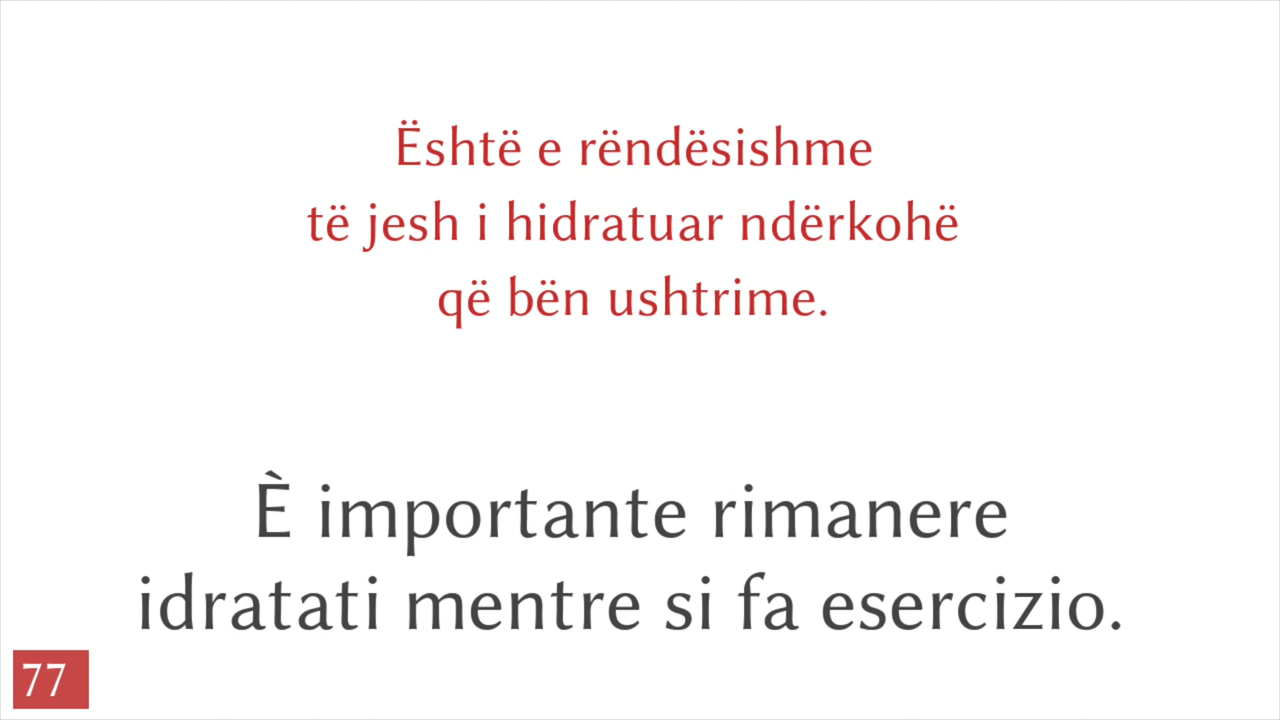 Është e rëndësishme
të jesh i hidratuar ndërkohë
që bën ushtrime.
È importante rimanere
idratati mentre si fa esercizio.
77